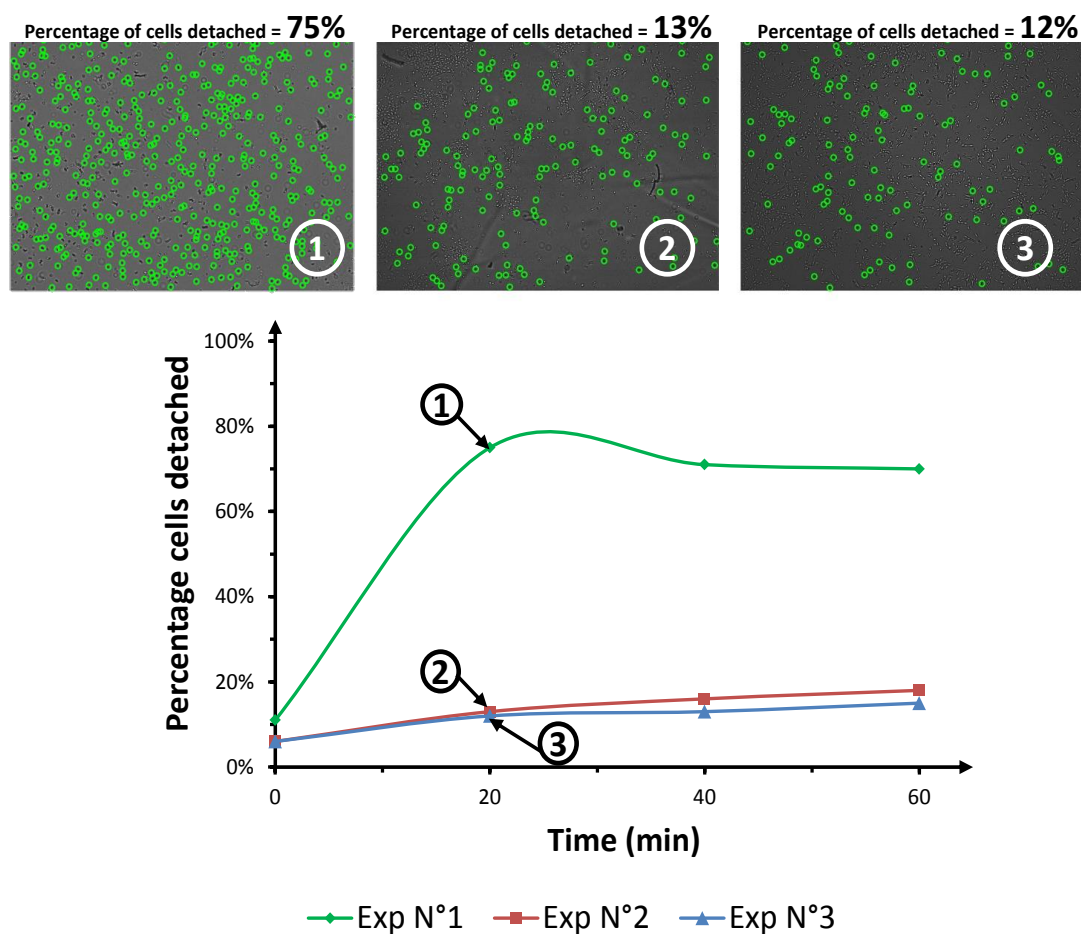 Percentage of cells detached = 75%
Percentage of cells detached = 13%
Percentage of cells detached = 12%
1
2
3
100%
80%
60%
40%
20%
0%
Percentage cells detached
1
2
3
0 20 40 60
Time (min)
Exp N°1 Exp N°2 Exp N°3